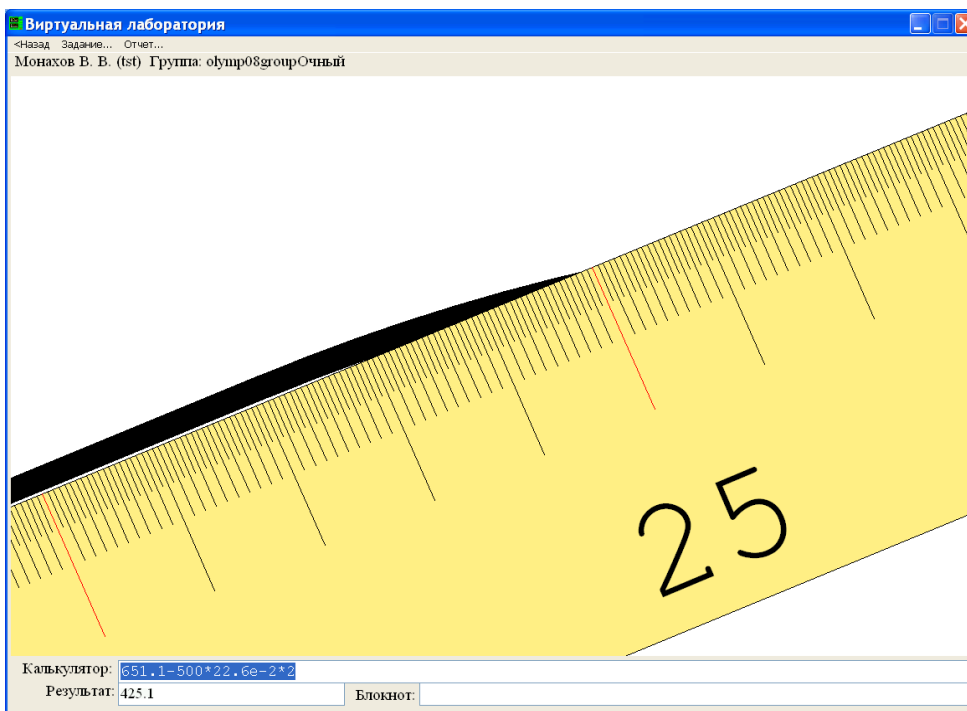 Виртуальная лаборатория
<Назад Задание... Отчет...
Монахов В. В. (tst) Группа: olymp08groupОчный
25
Калькулятор: 651.1-500*22.6e-2*2
Результат: 425.1 Блокнот: